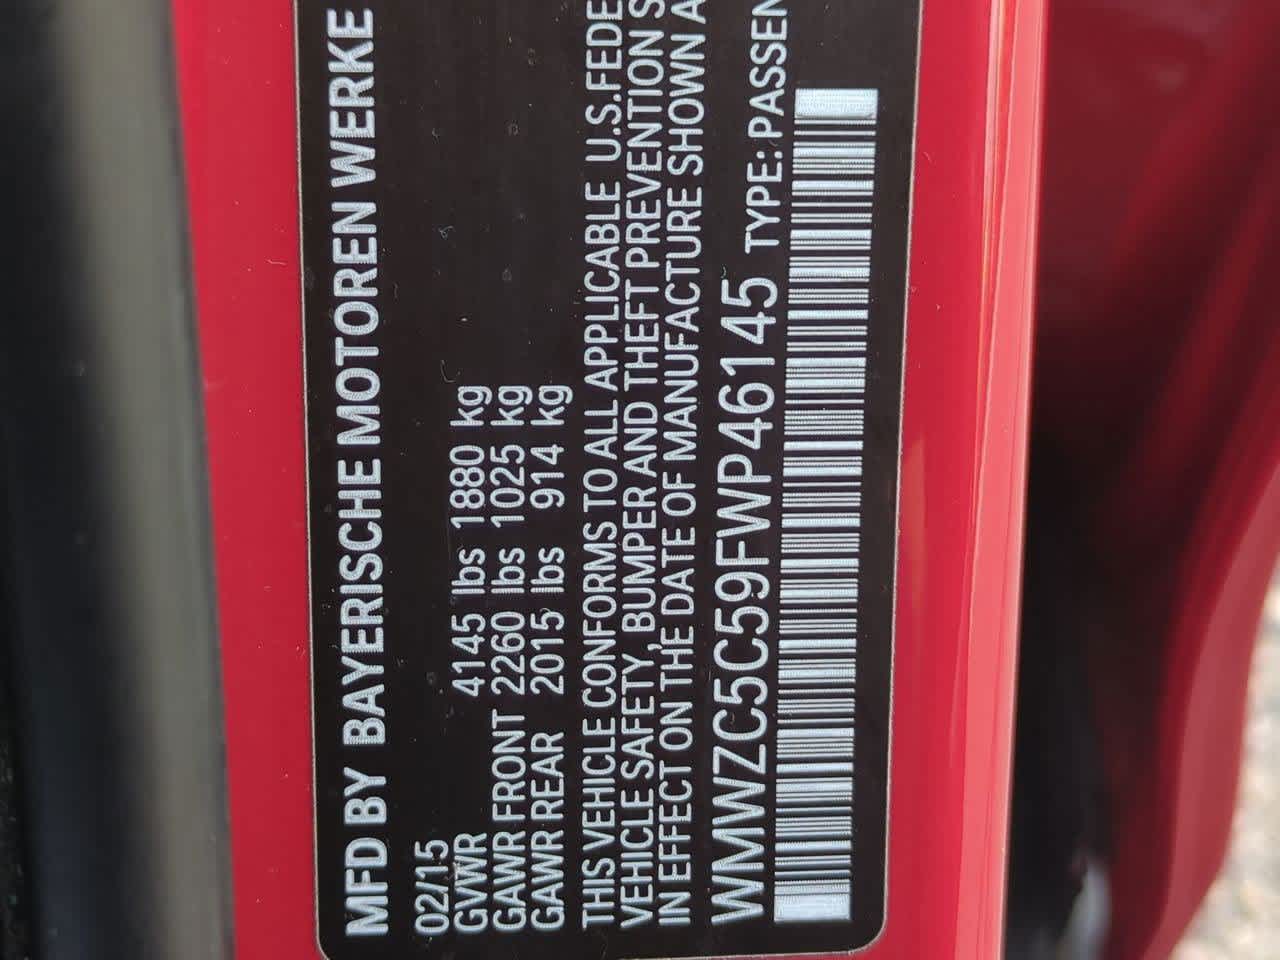 MFD BY BAYERISCHE MOTOREN WERKE
02/15
GVWR 4145 lbs 1880 kg
GAWR FRONT 2260 lbs 1025 kg
GAWR REAR 2015 lbs 914 kg
THIS VEHICLE CONFORMS TO ALL APPLICABLE U.S.FEDE
VEHICLE SAFETY, BUMPER AND THEFT PREVENTION S
IN EFFECT ON THE DATE OF MANUFACTURE SHOWN A
WMWZC5C59FWP46145 TYPE: PASSEN